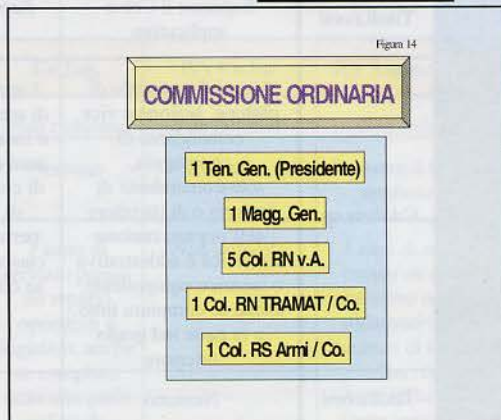 Figura 14
COMMISSIONE ORDINARIA
1 Ten. Gen. (Presidente)
1 Magg. Gen.
5 Col. RN v.A.
1 Col. RN TRAMAT / Co.
1 Col. RS Armi / Co.